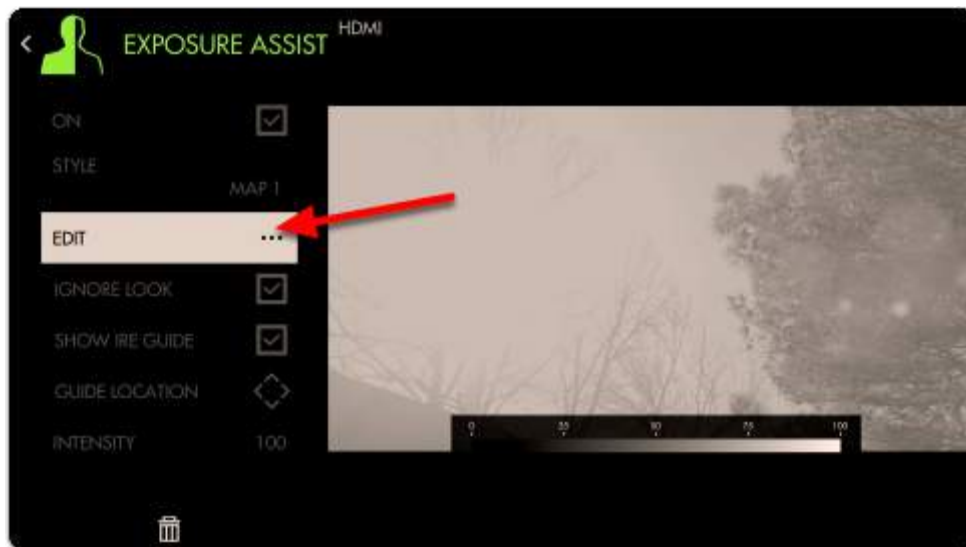 EXPOSURE ASSIST
HDMI
ON
STYLE
MAP 1
EDIT
IGNORE LOOK
SHOW IRE GUIDE
GUIDE LOCATION
INTENSITY 100
0 25 50 75 100